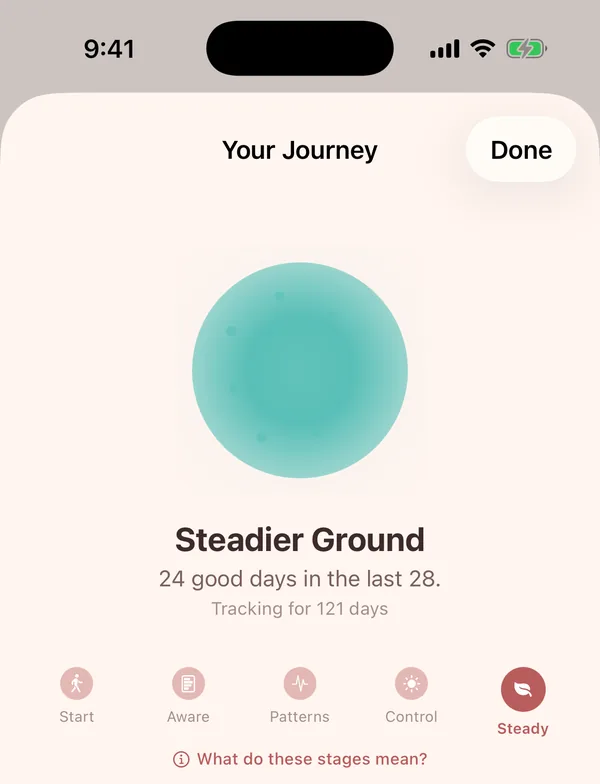 9:41
Your Journey
Done
Steadier Ground
24 good days in the last 28.
Tracking for 121 days
Start
Aware
Patterns
Control
Steady
What do these stages mean?